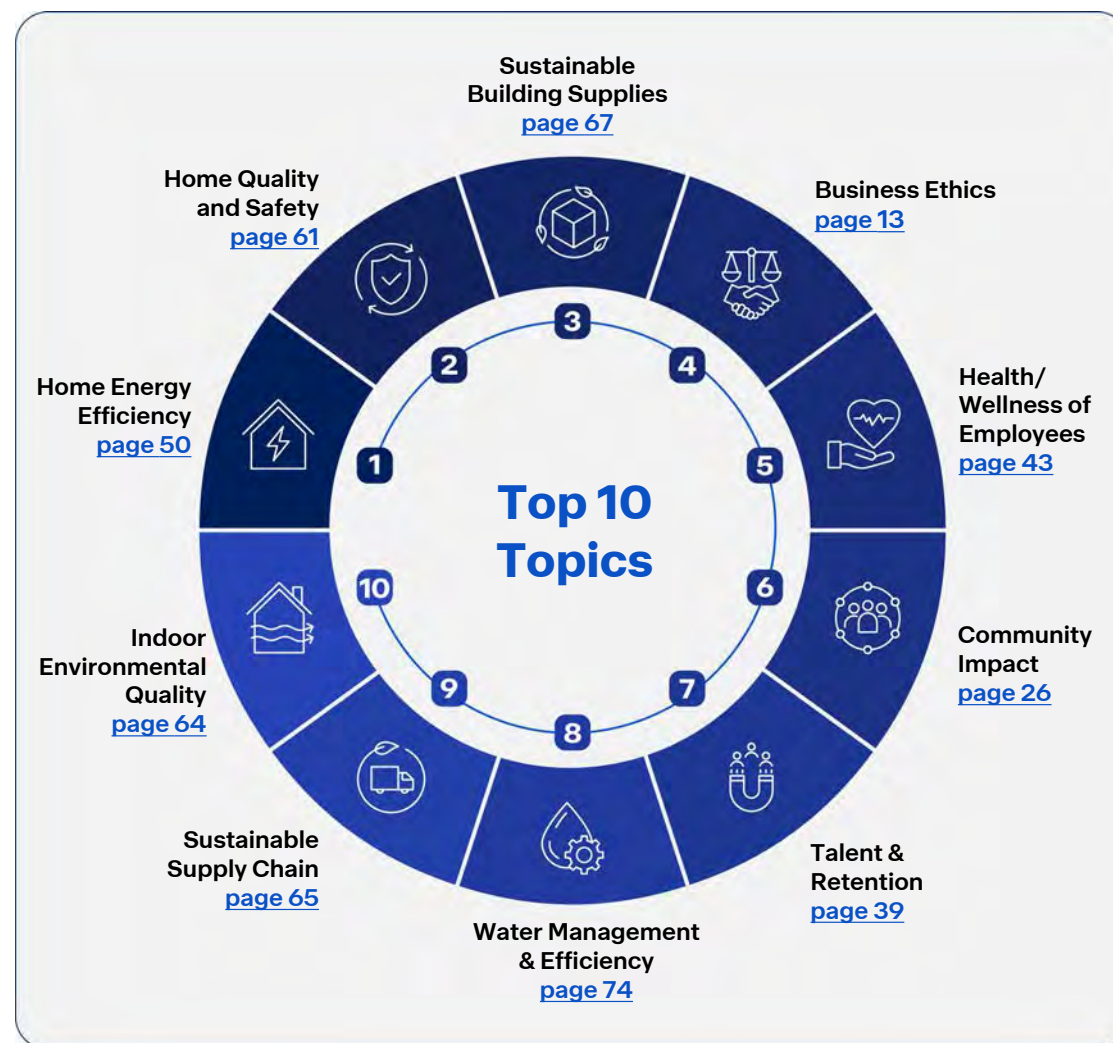 Sustainable
Building Supplies
page 67
Home Quality
and Safety
page 61
Business Ethics
page 13
Home Energy
Efficiency
page 50
Health/
Wellness of
Employees
page 43
1
2
3
4
5
6
7
8
9
10
Top 10
Topics
Indoor
Environmental
Quality
page 64
Community
Impact
page 26
Sustainable
Supply Chain
page 65
Talent &
Retention
page 39
Water Management
& Efficiency
page 74